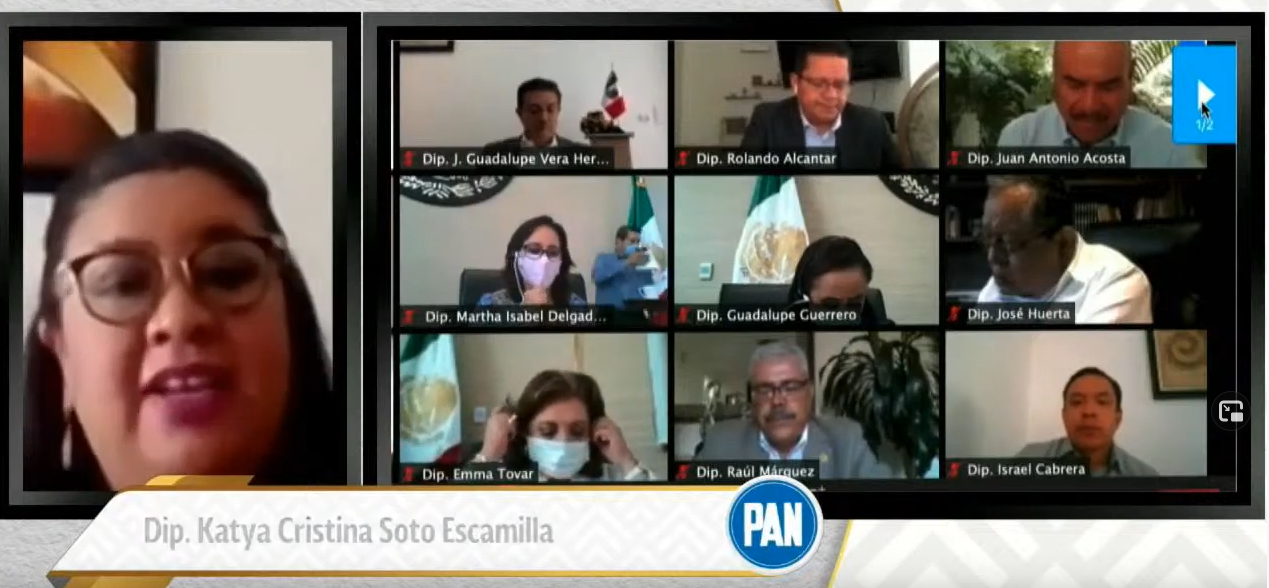 Dip. J. Guadalupe Vera Her...
Dip. Rolando Alcantar
Dip. Juan Antonio Acosta
1/2
Dip. Martha Isabel Delgad...
Dip. Guadalupe Guerrero
Dip. José Huerta
Dip. Emma Tovar
Dip. Raúl Márquez
Dip. Israel Cabrera
Dip. Katya Cristina Soto Escamilla
PAN